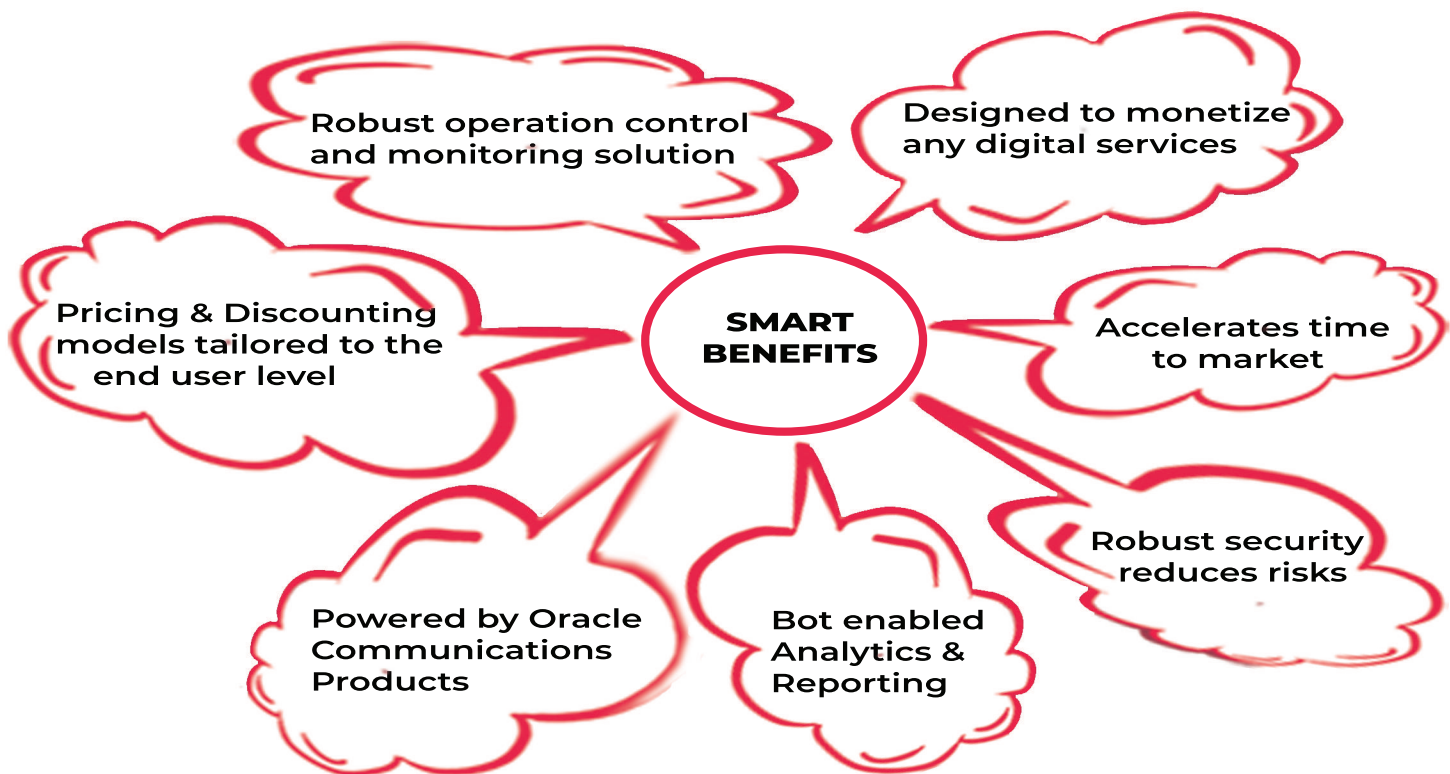 Robust operation control
and monitoring solution
Designed to monetize
any digital services
Pricing & Discounting
models tailored to the
end user level
SMART
BENEFITS
Accelerates time
to market
Robust security
reduces risks
Powered by Oracle
Communications
Products
Bot enabled
Analytics &
Reporting